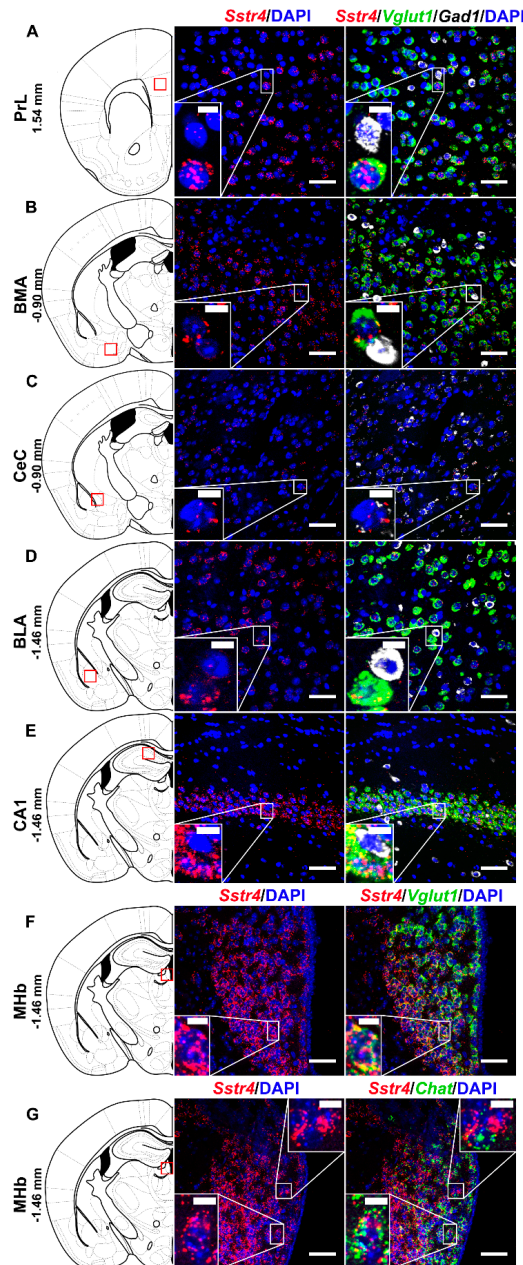 Sstr4/DAPI Sstr4/Vglut1/Gad1/DAPI
A
PrL
1.54 mm
B
BMA
-0.90 mm
C
CeC
-0.90 mm
D
BLA
-1.46 mm
E
CA1
-1.46 mm
Sstr4/DAPI Sstr4/Vglut1/DAPI
F
MHb
-1.46 mm
Sstr4/DAPI Sstr4/Chat/DAPI
G
MHb
-1.46 mm